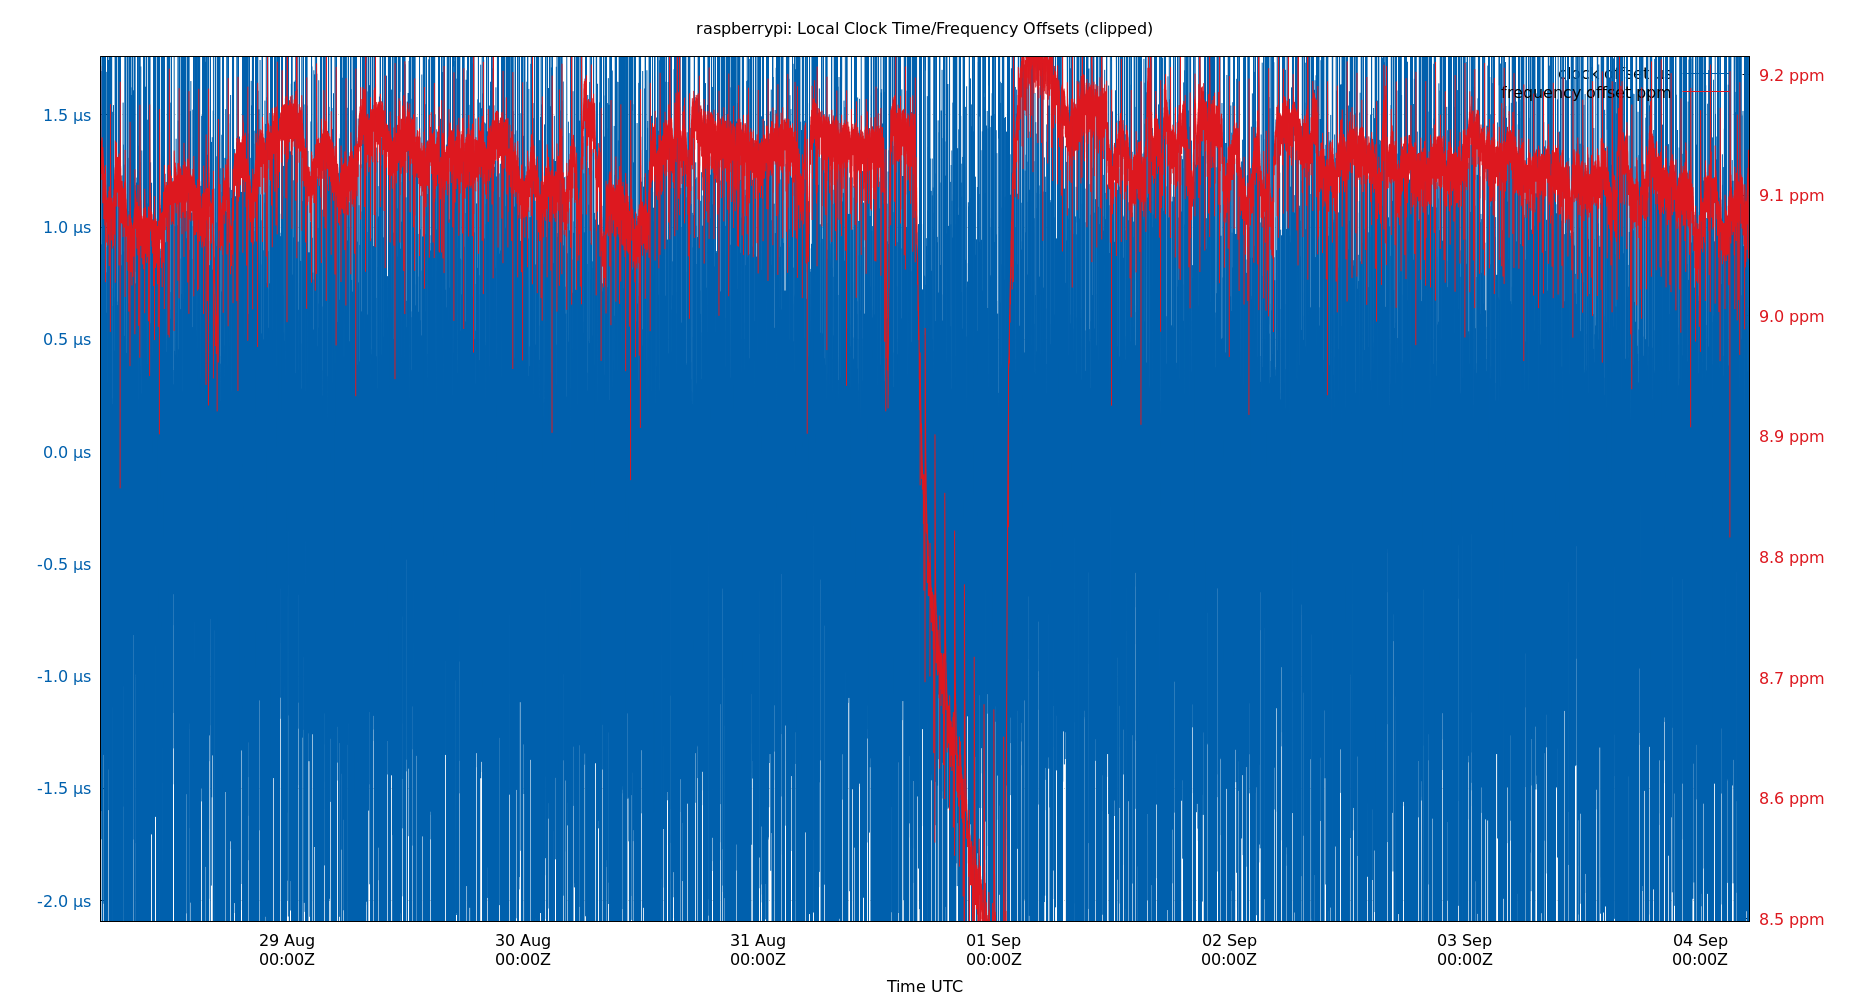 raspberrypi: Local Clock Time/Frequency Offsets (clipped)
clock offset µs
frequency offset ppm
1.5 µs
1.0 µs
0.5 µs
0.0 µs
-0.5 µs
-1.0 µs
-1.5 µs
-2.0 µs
9.2 ppm
9.1 ppm
9.0 ppm
8.9 ppm
8.8 ppm
8.7 ppm
8.6 ppm
8.5 ppm
29 Aug 30 Aug 31 Aug 01 Sep 02 Sep 03 Sep 04 Sep
00:00Z 00:00Z 00:00Z 00:00Z 00:00Z 00:00Z 00:00Z
Time UTC